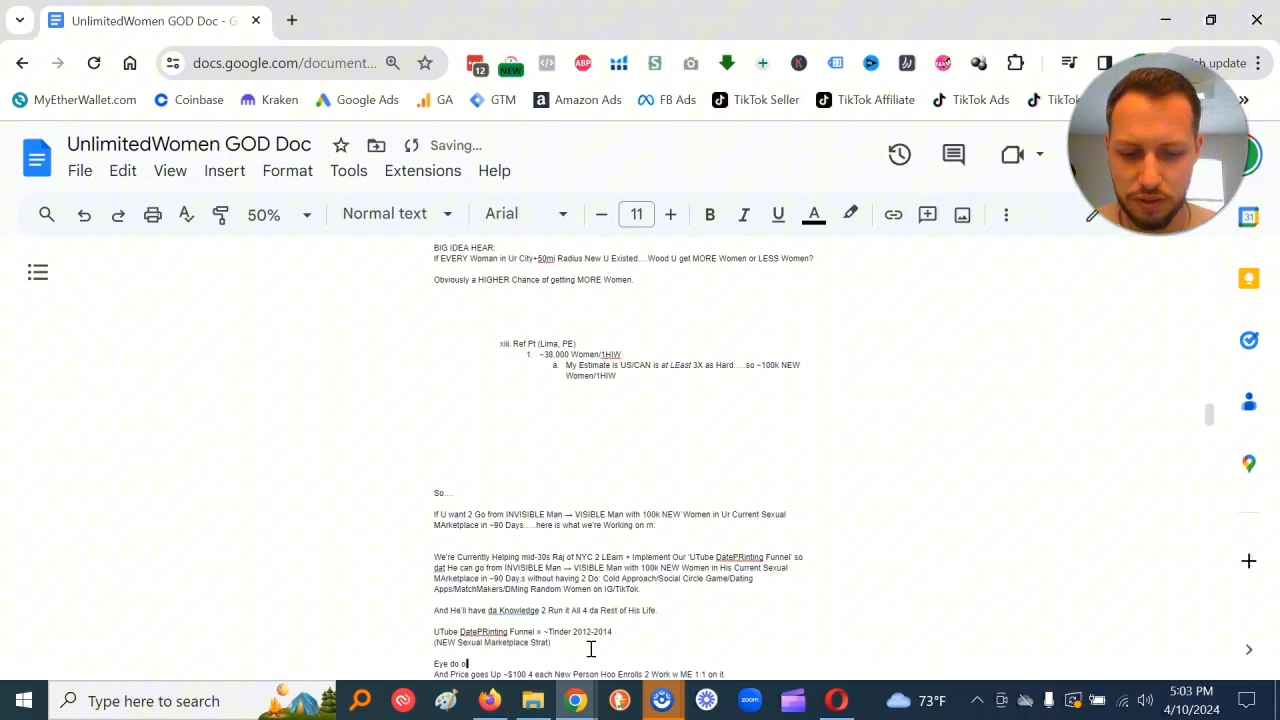 UnlimitedWomen GOD Doc - G
docs.google.com/document...
12
NEW
ABP
update
MyEtherWallet.com
Coinbase
Kraken
Google Ads
GA
GTM
Amazon Ads
FB Ads
TikTok Seller
TikTok Affiliate
TikTok Ads
UnlimitedWomen GOD Doc
Saving...
File Edit View Insert Format Tools Extensions Help
50%
Normal text
Arial
11
BIG IDEA HEAR:
If EVERY Woman in Ur City+50mi Radius New U Existed....Wood U get MORE Women or LESS Women?
Obviously a HIGHER Chance of getting MORE Women.
xiii. Ref Pt (Lima, PE)
1. ~38,000 Women/1HIW
a. My Estimate is US/CAN is at LEast 3X as Hard.....so ~100k NEW
Women/1HIW
So....
If U want 2 Go from INVISIBLE Man → VISIBLE Man with 100k NEW Women in Ur Current Sexual
MArketplace in ~90 Days.....here is what we're Working on rn:
We're Currently Helping mid-30s Raj of NYC 2 LEarn + Implement Our 'UTube DatePRinting Funnel' so
dat He can go from INVISIBLE Man → VISIBLE Man with 100k NEW Women in His Current Sexual
MArketplace in ~90 Day,s without having 2 Do: Cold Approach/Social Circle Game/Dating
Apps/MatchMakers/DMing Random Women on IG/TikTok.
And He'll have da Knowledge 2 Run it All 4 da Rest of His Life.
UTube DatePRinting Funnel = ~Tinder 2012-2014
(NEW Sexual Marketplace Strat)
Eye do o
And Price goes Up ~$100 4 each New Person Hoo Enrolls 2 Work w ME 1:1 on it.
Type here to search
zoom
73°F
5:03 PM
4/10/2024